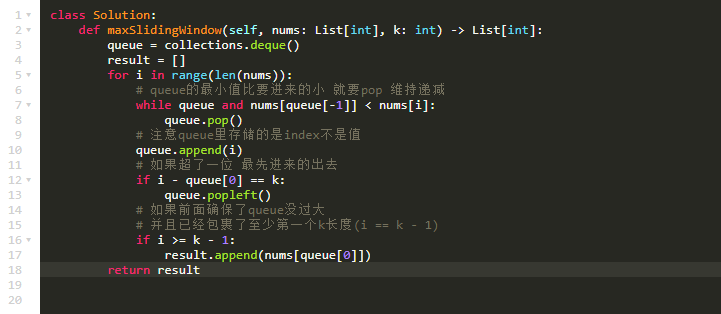 1 class Solution:
2     def maxSlidingWindow(self, nums: List[int], k: int) -> List[int]:
3         queue = collections.deque()
4         result = []
5         for i in range(len(nums)):
6             # queue的最小值比要进来的小 就要pop 维持递减
7             while queue and nums[queue[-1]] < nums[i]:
8                 queue.pop()
9             # 注意queue里存储的是index不是值
10             queue.append(i)
11             # 如果超了一位 最先进来的出去
12             if i - queue[0] == k:
13                 queue.popleft()
14             # 如果前面确保了queue没过大
15             # 并且已经包裹了至少第一个k长度(i == k - 1)
16             if i >= k - 1:
17                 result.append(nums[queue[0]])
18         return result
19
20